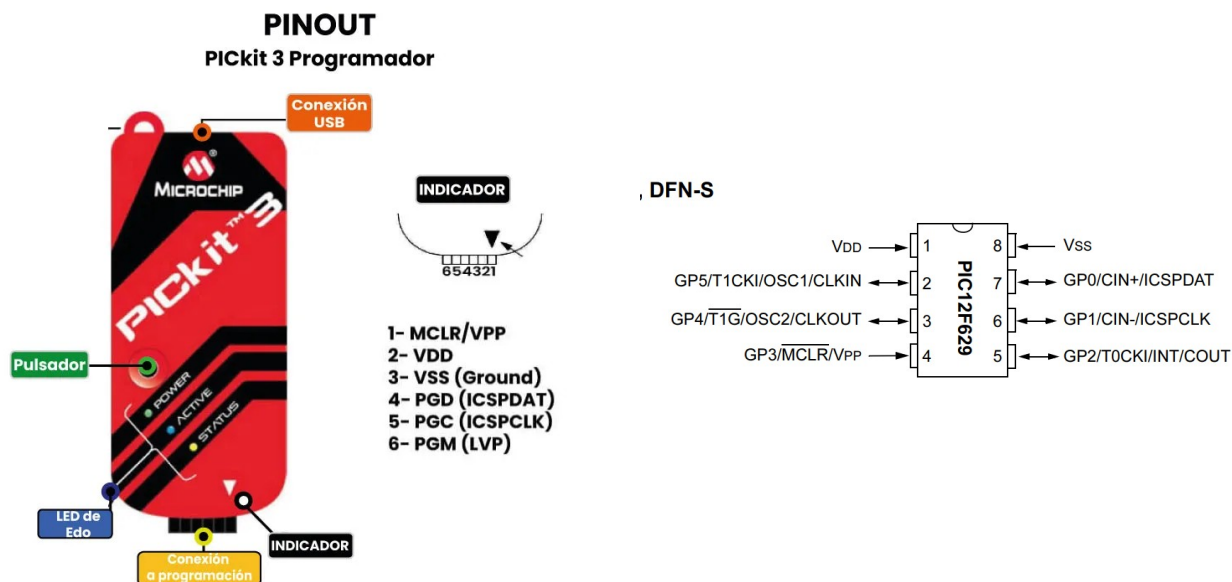 PINOUT
PICkit 3 Programador
Conexión
USB
MICROCHIP
®
PICkit™ 3
Pulsador
POWER
ACTIVE
STATUS
LED de
Edo
Conexión
a programación
INDICADOR
INDICADOR
654321
1- MCLR/VPP
2- VDD
3- VSS (Ground)
4- PGD (ICSPDAT)
5- PGC (ICSPCLK)
6- PGM (LVP)
, DFN-S
VDD
1
8
VSS
GP5/T1CKI/OSC1/CLKIN
2
7
GP0/CIN+/ICSPDAT
GP4/T1G/OSC2/CLKOUT
3
6
GP1/CIN-/ICSPCLK
GP3/MCLR/VPP
4
5
GP2/T0CKI/INT/COUT
PIC12F629